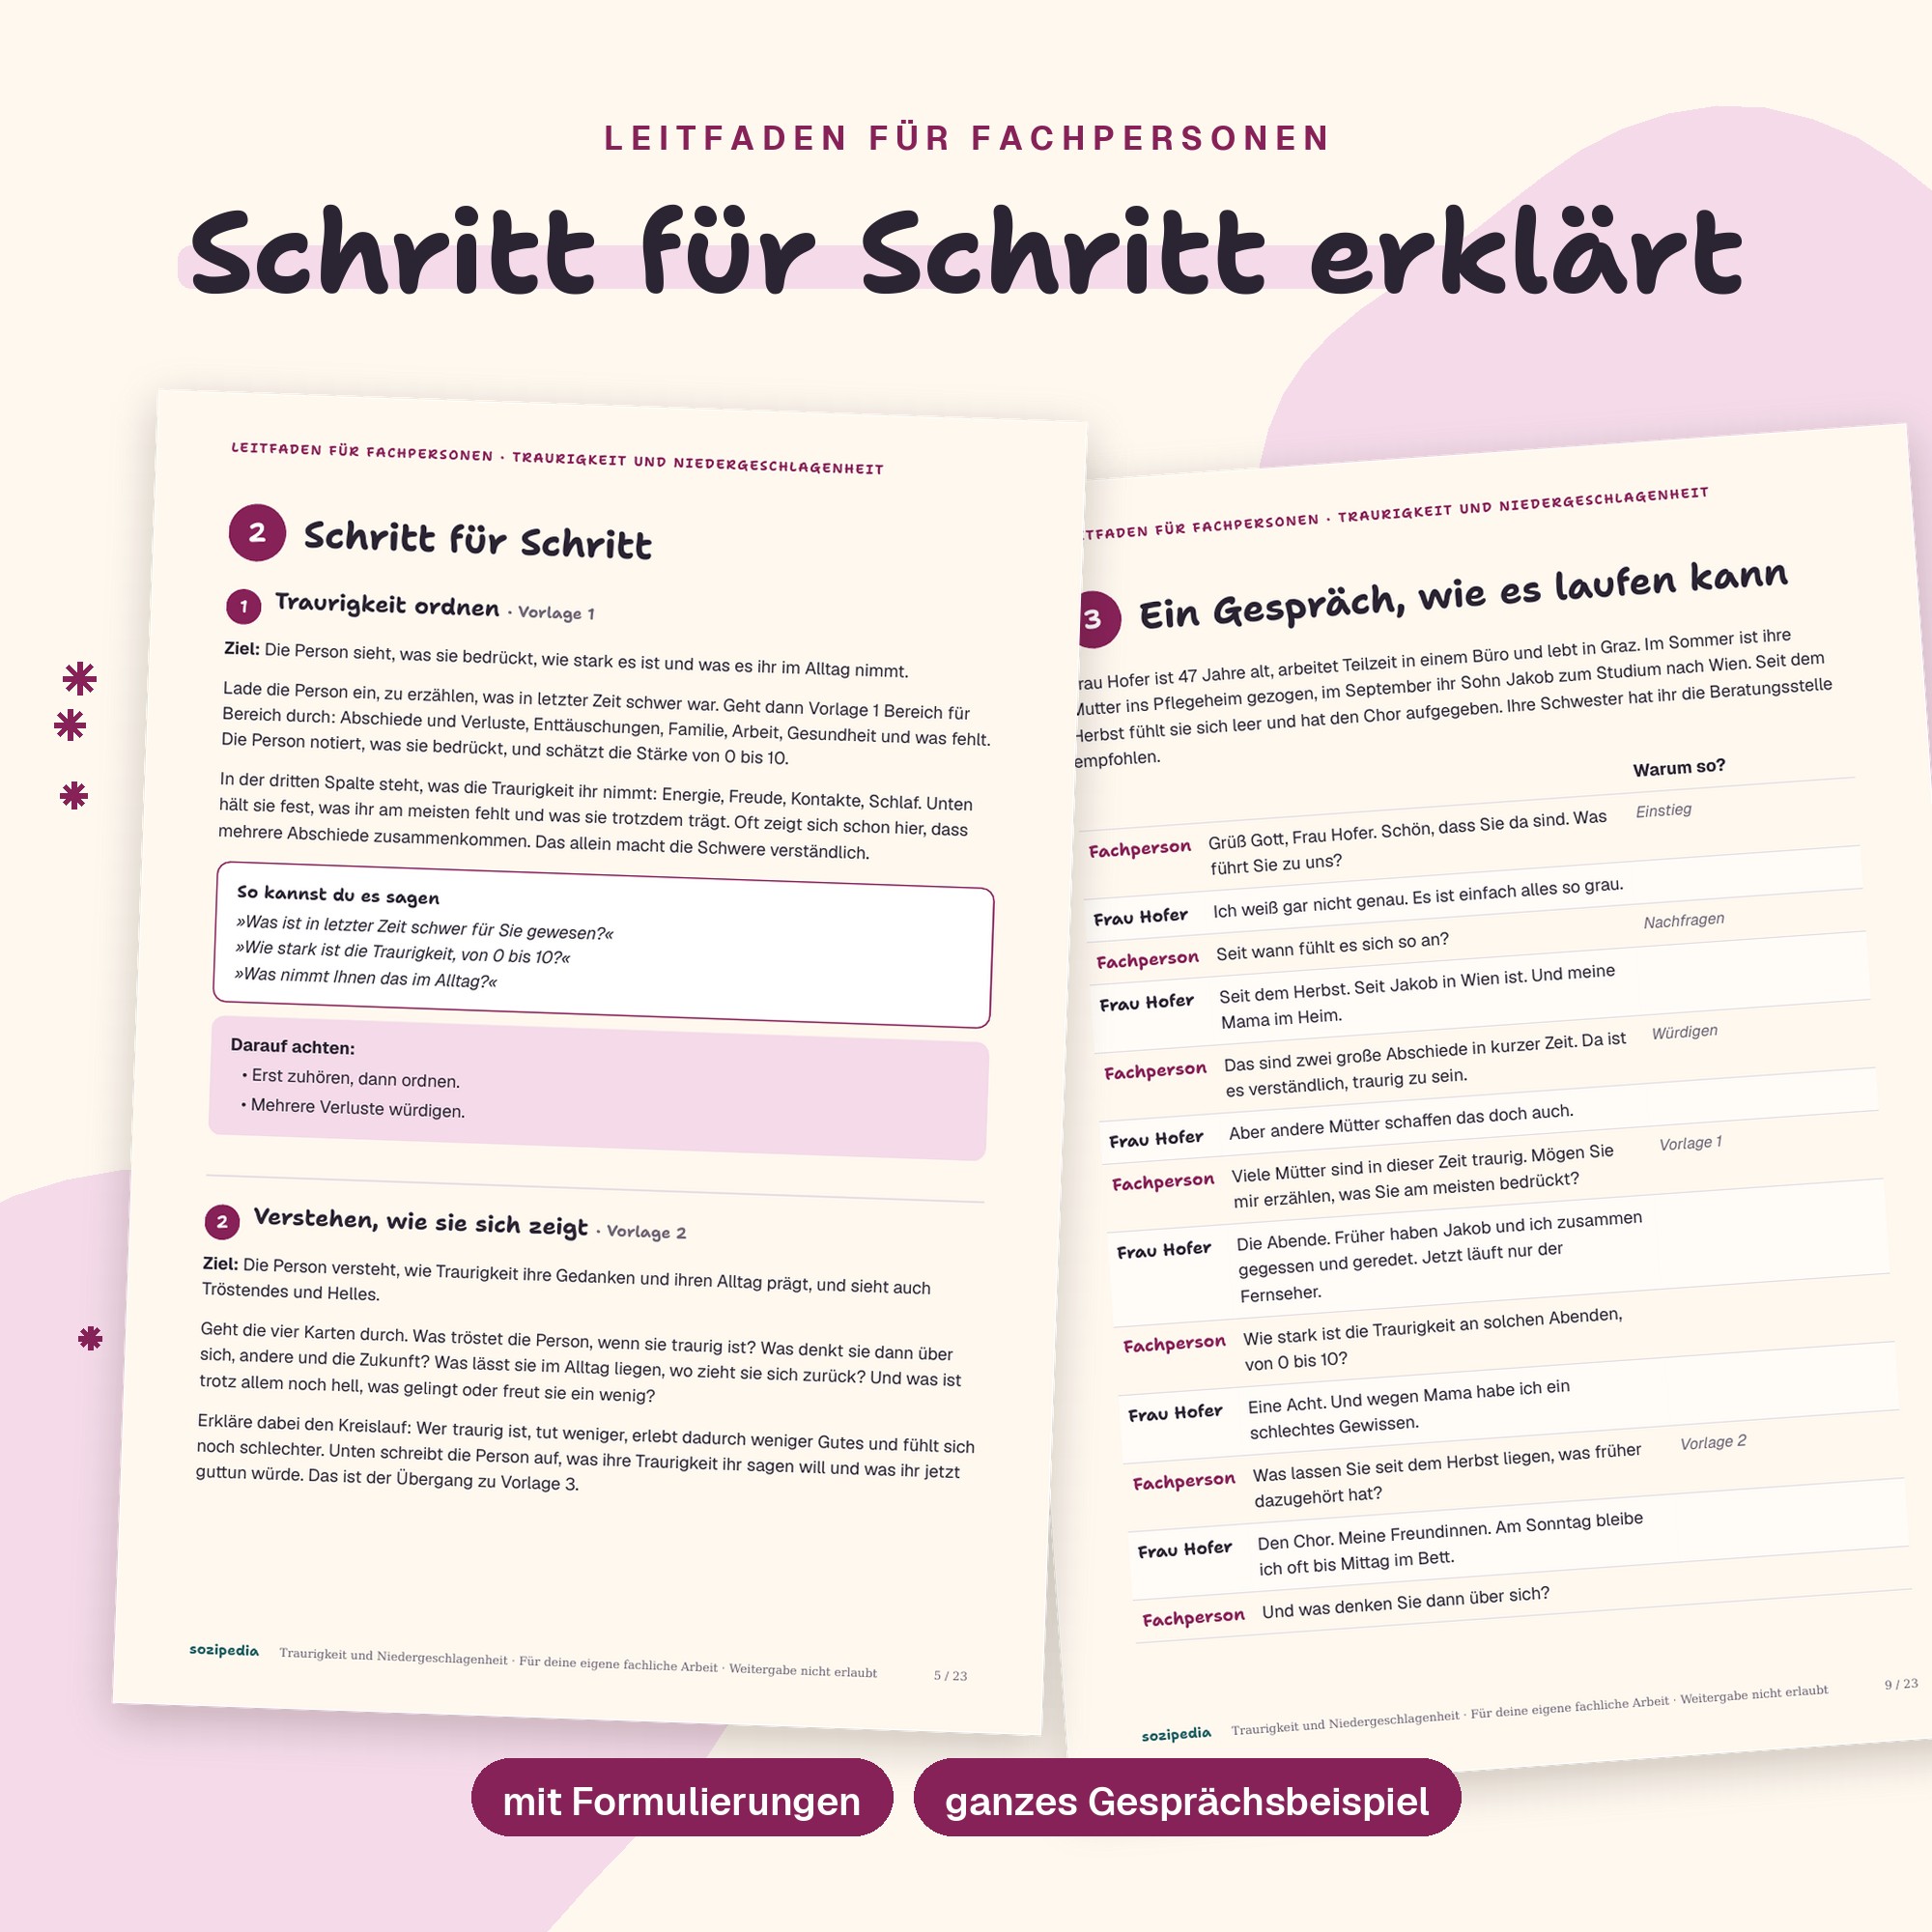 LEITFADEN FÜR FACHPERSONEN
Schritt für Schritt erklärt
LEITFADEN FÜR FACHPERSONEN · TRAURIGKEIT UND NIEDERGESCHLAGENHEIT
2 Schritt für Schritt
1 Traurigkeit ordnen · Vorlage 1
Ziel: Die Person sieht, was sie bedrückt, wie stark es ist und was es ihr im Alltag nimmt.
Lade die Person ein, zu erzählen, was in letzter Zeit schwer war. Geht dann Vorlage 1 Bereich für
Bereich durch: Abschiede und Verluste, Enttäuschungen, Familie, Arbeit, Gesundheit und was fehlt.
Die Person notiert, was sie bedrückt, und schätzt die Stärke von 0 bis 10.
In der dritten Spalte steht, was die Traurigkeit ihr nimmt: Energie, Freude, Kontakte, Schlaf. Unten
hält sie fest, was ihr am meisten fehlt und was sie trotzdem trägt. Oft zeigt sich schon hier, dass
mehrere Abschiede zusammenkommen. Das allein macht die Schwere verständlich.
So kannst du es sagen
»Was ist in letzter Zeit schwer für Sie gewesen?«
»Wie stark ist die Traurigkeit, von 0 bis 10?«
»Was nimmt Ihnen das im Alltag?«
Darauf achten:
• Erst zuhören, dann ordnen.
• Mehrere Verluste würdigen.
2 Verstehen, wie sie sich zeigt · Vorlage 2
Ziel: Die Person versteht, wie Traurigkeit ihre Gedanken und ihren Alltag prägt, und sieht auch
Tröstendes und Helles.
Geht die vier Karten durch. Was tröstet die Person, wenn sie traurig ist? Was denkt sie dann über
sich, andere und die Zukunft? Was lässt sie im Alltag liegen, wo zieht sie sich zurück? Und was ist
trotz allem noch hell, was gelingt oder freut sie ein wenig?
Erkläre dabei den Kreislauf: Wer traurig ist, tut weniger, erlebt dadurch weniger Gutes und fühlt sich
noch schlechter. Unten schreibt die Person auf, was ihre Traurigkeit ihr sagen will und was ihr jetzt
guttun würde. Das ist der Übergang zu Vorlage 3.
sozipedia Traurigkeit und Niedergeschlagenheit · Für deine eigene fachliche Arbeit · Weitergabe nicht erlaubt 5 / 23
TFADEN FÜR FACHPERSONEN · TRAURIGKEIT UND NIEDERGESCHLAGENHEIT
3 Ein Gespräch, wie es laufen kann
rau Hofer ist 47 Jahre alt, arbeitet Teilzeit in einem Büro und lebt in Graz. Im Sommer ist ihre
Mutter ins Pflegeheim gezogen, im September ihr Sohn Jakob zum Studium nach Wien. Seit dem
Herbst fühlt sie sich leer und hat den Chor aufgegeben. Ihre Schwester hat ihr die Beratungsstelle
empfohlen.
Warum so?
Fachperson Grüß Gott, Frau Hofer. Schön, dass Sie da sind. Was Einstieg
führt Sie zu uns?
Frau Hofer Ich weiß gar nicht genau. Es ist einfach alles so grau.
Fachperson Seit wann fühlt es sich so an? Nachfragen
Frau Hofer Seit dem Herbst. Seit Jakob in Wien ist. Und meine
Mama im Heim.
Fachperson Das sind zwei große Abschiede in kurzer Zeit. Da ist Würdigen
es verständlich, traurig zu sein.
Frau Hofer Aber andere Mütter schaffen das doch auch.
Fachperson Viele Mütter sind in dieser Zeit traurig. Mögen Sie Vorlage 1
mir erzählen, was Sie am meisten bedrückt?
Frau Hofer Die Abende. Früher haben Jakob und ich zusammen
gegessen und geredet. Jetzt läuft nur der
Fernseher.
Fachperson Wie stark ist die Traurigkeit an solchen Abenden,
von 0 bis 10?
Frau Hofer Eine Acht. Und wegen Mama habe ich ein
schlechtes Gewissen.
Fachperson Was lassen Sie seit dem Herbst liegen, was früher Vorlage 2
dazugehört hat?
Frau Hofer Den Chor. Meine Freundinnen. Am Sonntag bleibe
ich oft bis Mittag im Bett.
Fachperson Und was denken Sie dann über sich?
sozipedia Traurigkeit und Niedergeschlagenheit · Für deine eigene fachliche Arbeit · Weitergabe nicht erlaubt 9 / 23
mit Formulierungen
ganzes Gesprächsbeispiel